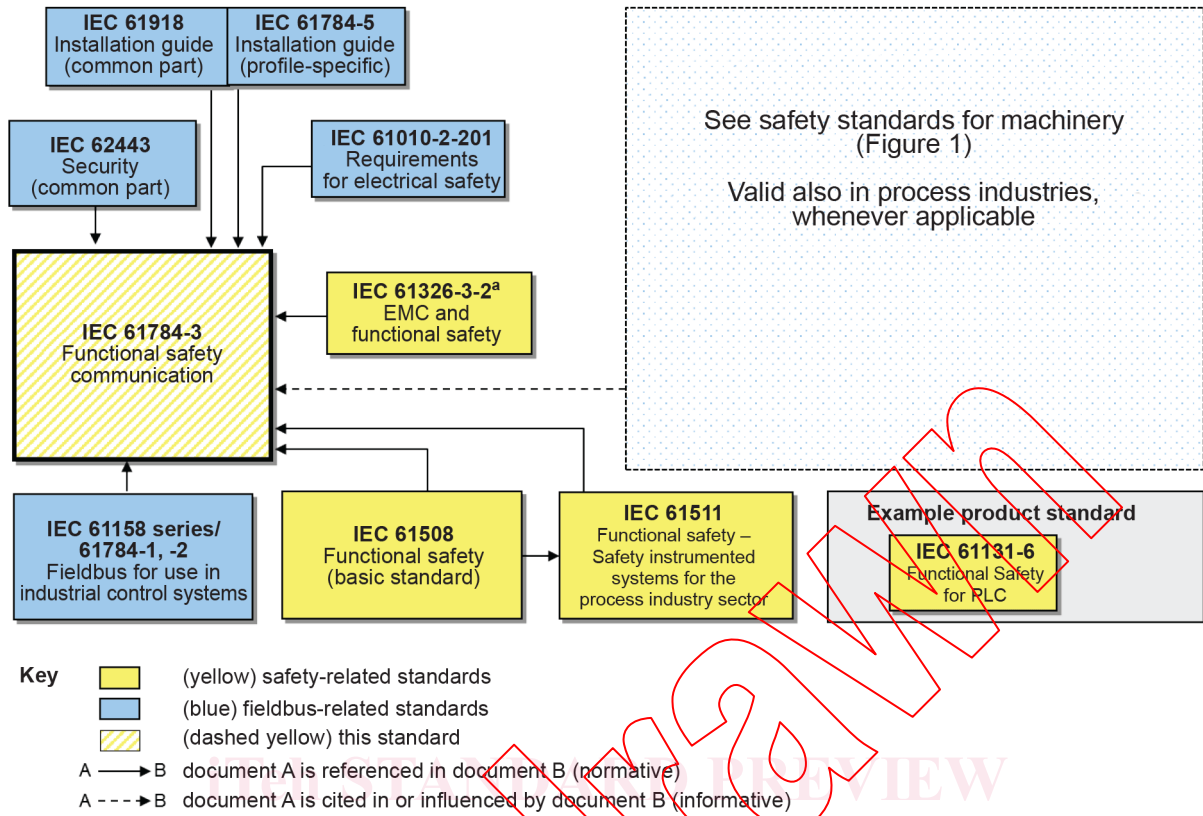 IEC 61918
Installation guide
(common part)
IEC 61784-5
Installation guide
(profile-specific)
IEC 62443
Security
(common part)
IEC 61010-2-201
Requirements
for electrical safety
See safety standards for machinery
(Figure 1)
Valid also in process industries,
whenever applicable
IEC 61784-3
Functional safety
communication
IEC 61326-3-2ᵃ
EMC and
functional safety
IEC 61158 series/
61784-1, -2
Fieldbus for use in
industrial control systems
IEC 61508
Functional safety
(basic standard)
IEC 61511
Functional safety –
Safety instrumented
systems for the
process industry sector
Example product standard
IEC 61131-6
Functional Safety
for PLC
Key
(yellow) safety-related standards
(blue) fieldbus-related standards
(dashed yellow) this standard
A B document A is referenced in document B (normative)
A B document A is cited in or influenced by document B (informative)
iTeh STANDARD PREVIEW